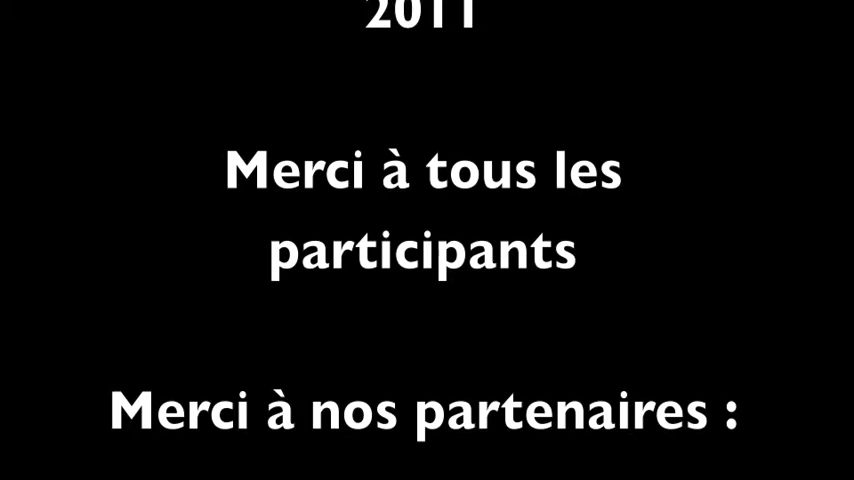 2011
Merci à tous les
participants
Merci à nos partenaires :